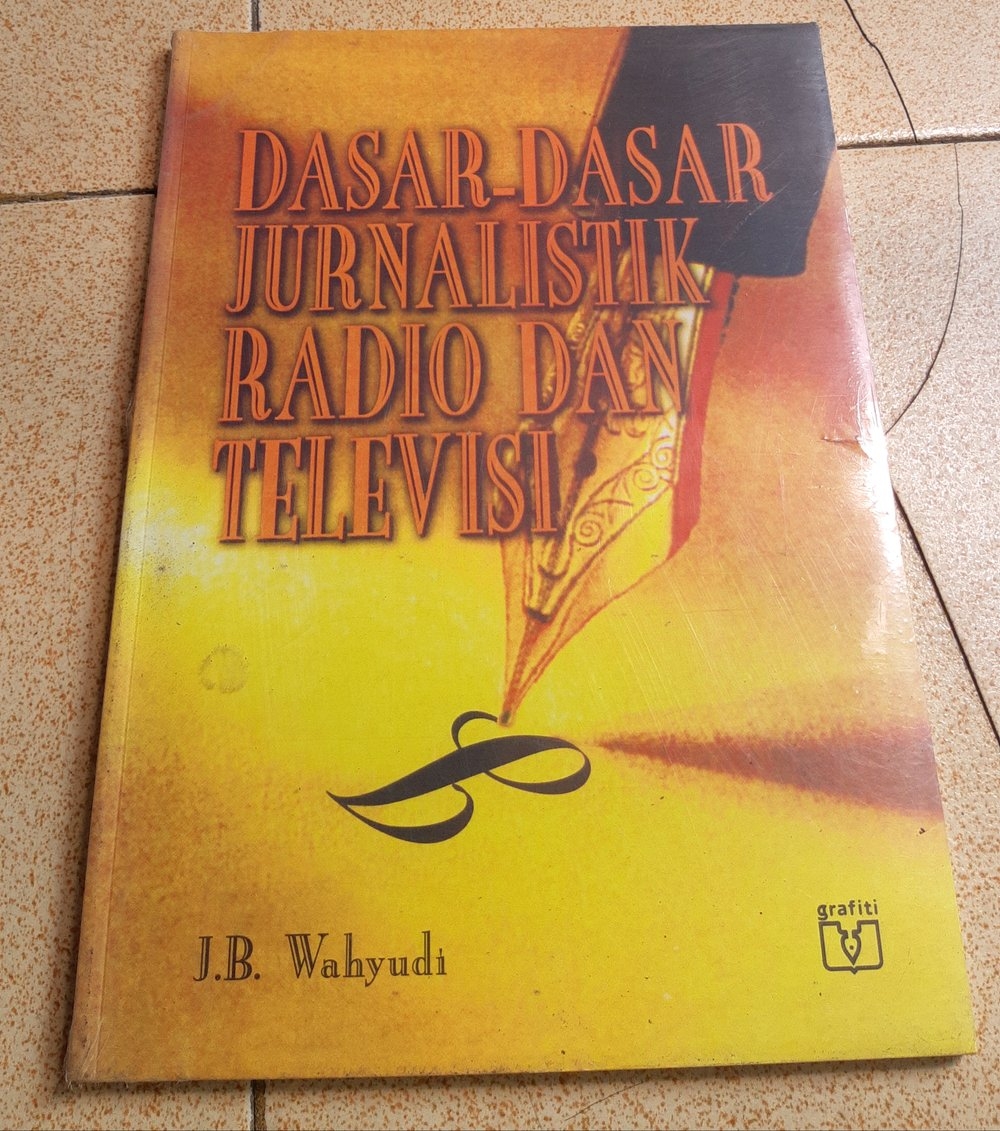 DASAR-DASAR
JURNALISTIK
RADIO DAN
TELEVISI
J.B. Wahyudi
grafiti